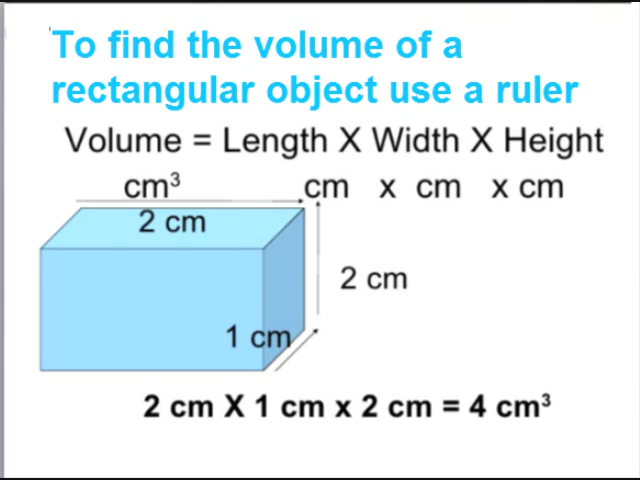 To find the volume of a
rectangular object use a ruler
Volume = Length X Width X Height
cm³ cm x cm x cm
2 cm
2 cm
1 cm
2 cm X 1 cm x 2 cm = 4 cm³